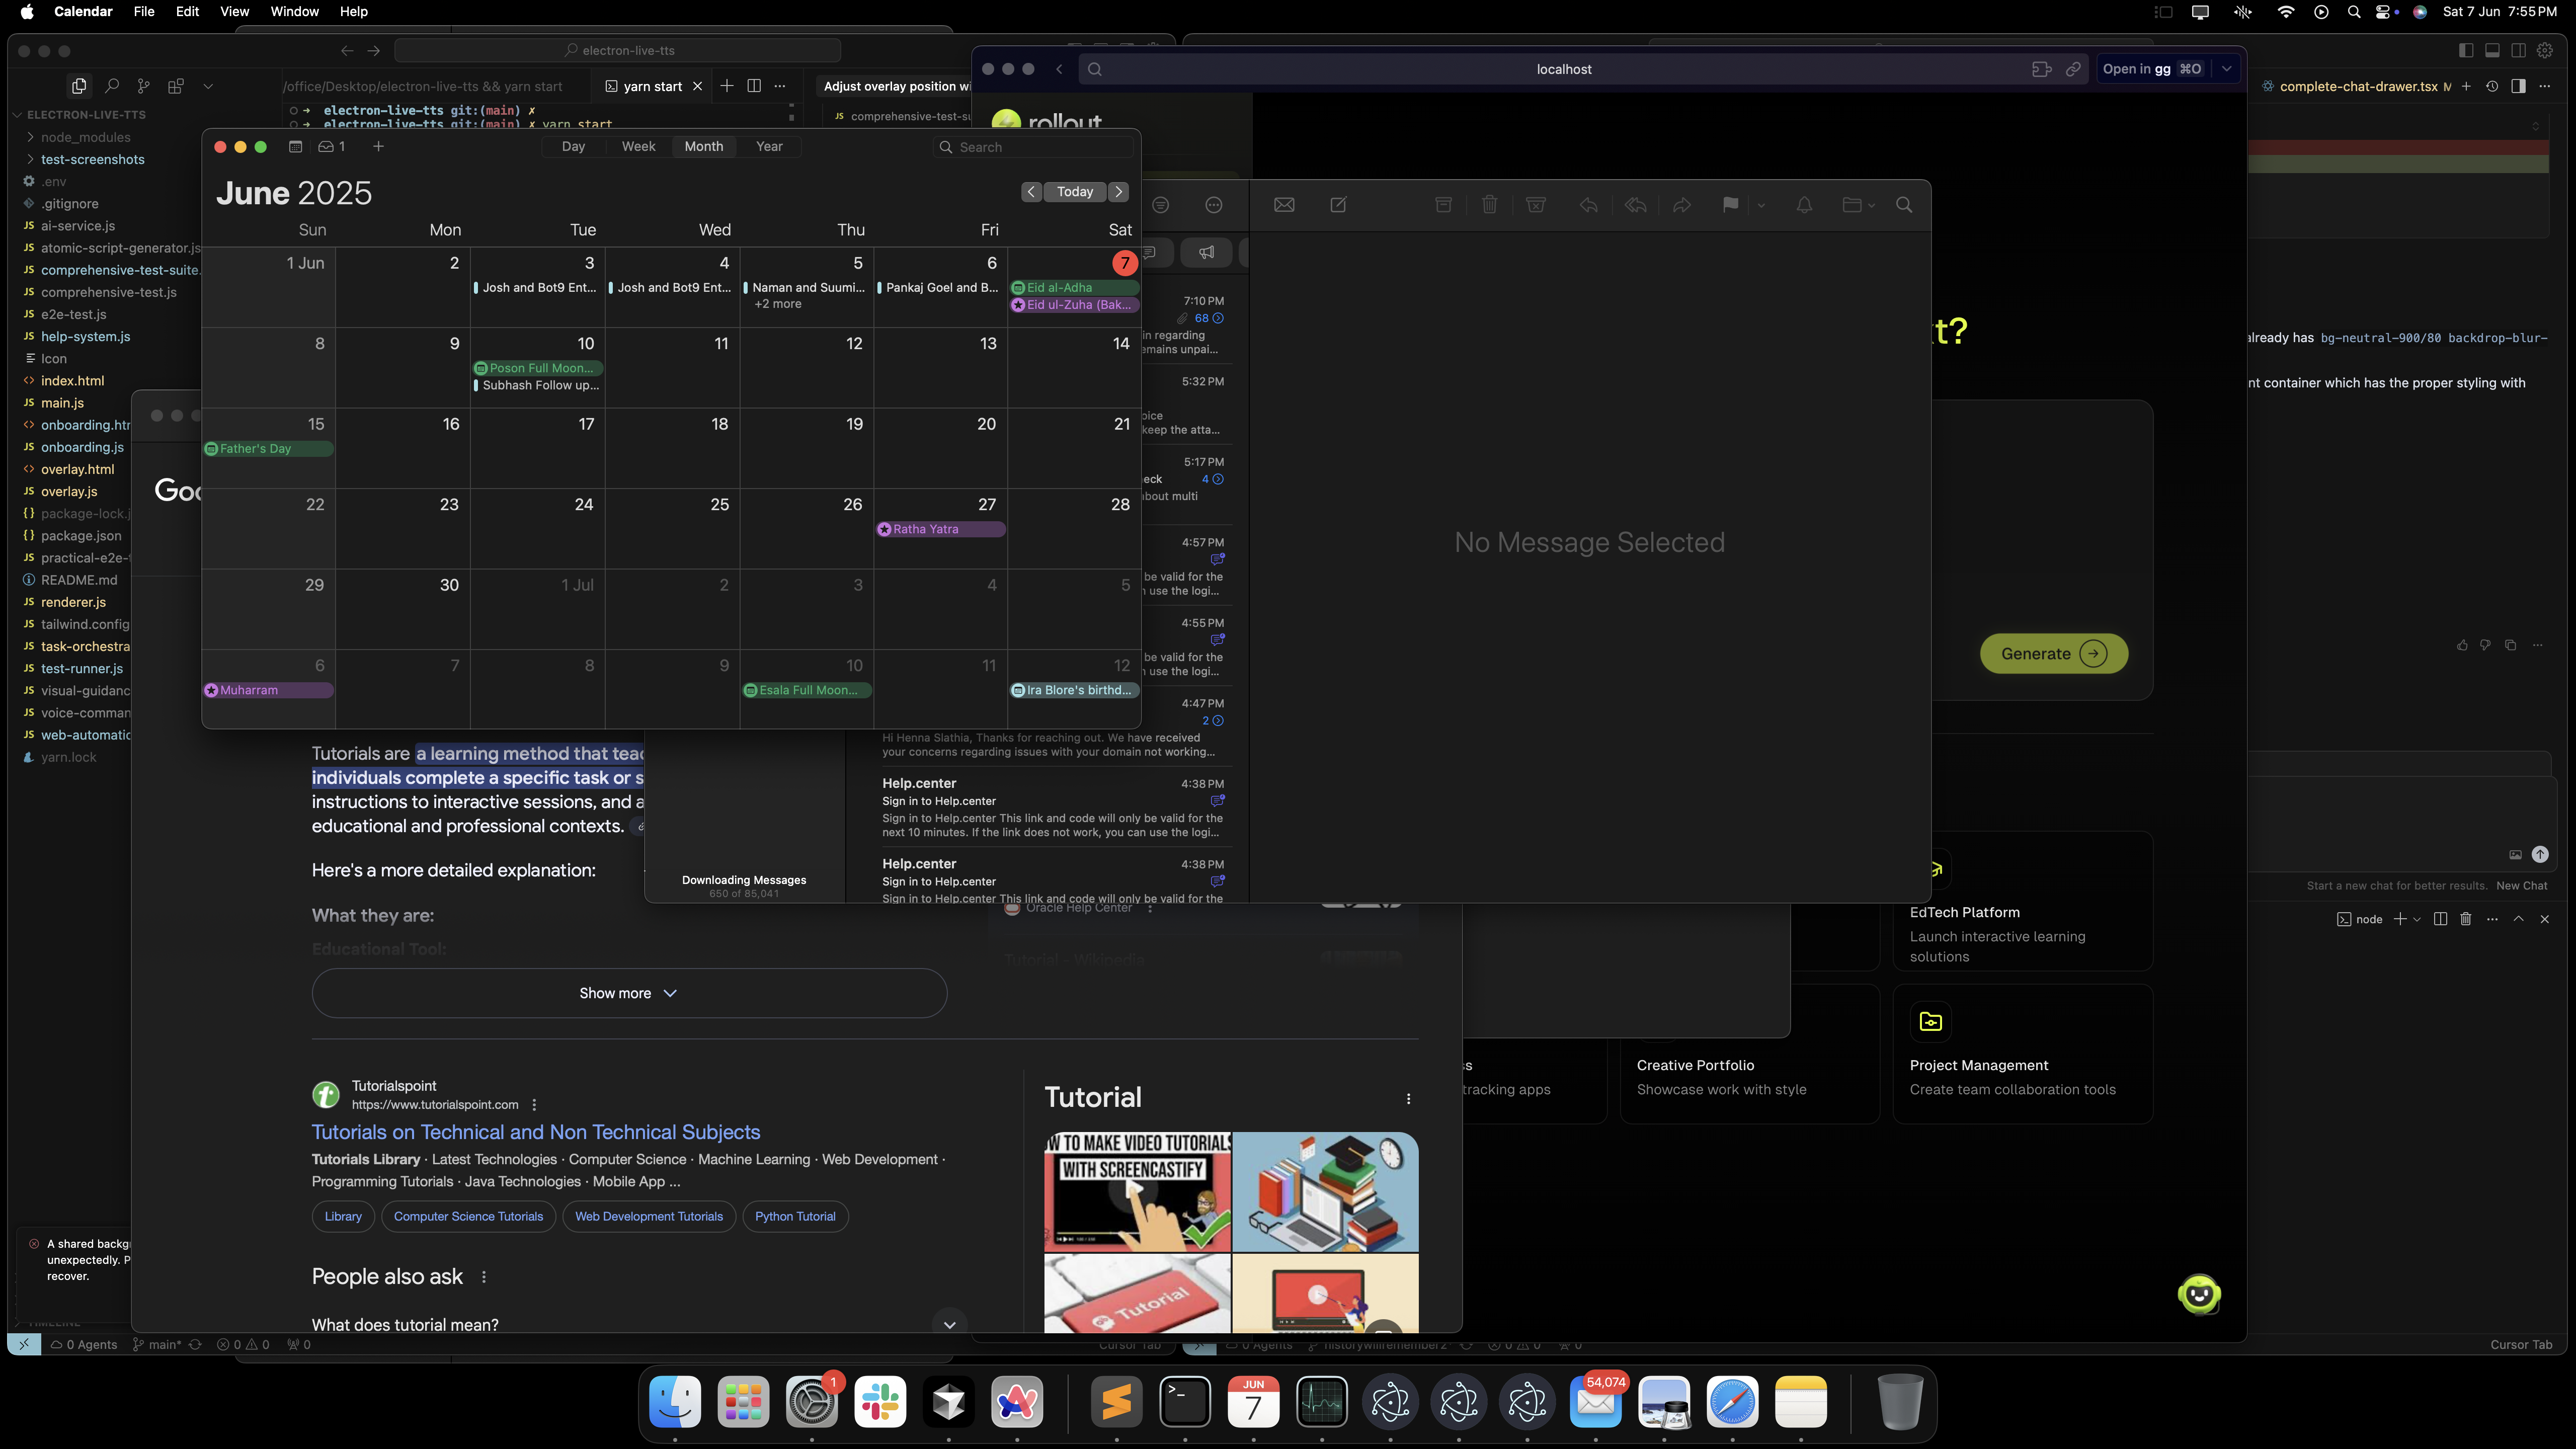 Calendar File Edit View Window Help
Sat 7 Jun 7:55PM
electron-live-tts
ELECTRON-LIVE-TTS
node_modules
test-screenshots
.env
.gitignore
ai-service.js
atomic-script-generator.js
comprehensive-test-suite.
comprehensive-test.js
e2e-test.js
help-system.js
Icon
index.html
main.js
onboarding.htr
onboarding.js
overlay.html
overlay.js
package-lock.j
package.json
practical-e2e-t
README.md
renderer.js
tailwind.config
task-orchestra
test-runner.js
visual-guidanc
voice-comman
web-automatic
yarn.lock
/office/Desktop/electron-live-tts && yarn start
yarn start
electron-live-tts git:(main) ✗
electron-live-tts git:(main) ✗ yarn start
Adjust overlay position wi
comprehensive-test-su
localhost
Open in gg ⌘O
rollout
complete-chat-drawer.tsx M
1
Day Week Month Year
Search
June 2025
Today
Sun Mon Tue Wed Thu Fri Sat
1 Jun 2 3 4 5 6 7
Josh and Bot9 Ent...
Josh and Bot9 Ent...
Naman and Suumi...
+2 more
Pankaj Goel and B...
Eid al-Adha
Eid ul-Zuha (Bak...
8 9 10 11 12 13 14
Poson Full Moon...
Subhash Follow up...
15 16 17 18 19 20 21
Father's Day
22 23 24 25 26 27 28
Ratha Yatra
29 30 1 Jul 2 3 4 5
6 7 8 9 10 11 12
Muharram
Esala Full Moon...
Ira Blore's birthd...
7:10 PM
68
in regarding
emains unpai...
5:32 PM
oice
keep the atta...
5:17 PM
eck
4
about multi
4:57 PM
be valid for the
n use the logi...
4:55 PM
be valid for the
n use the logi...
4:47 PM
2
Hi Henna Slathia, Thanks for reaching out. We have received
your concerns regarding issues with your domain not working...
Help.center 4:38 PM
Sign in to Help.center
Sign in to Help.center This link and code will only be valid for the
next 10 minutes. If the link does not work, you can use the logi...
Help.center 4:38 PM
Sign in to Help.center
Sign in to Help.center This link and code will only be valid for the
Downloading Messages
650 of 85,041
No Message Selected
xt?
already has bg-neutral-900/80 backdrop-blur-
nt container which has the proper styling with
Generate
Start a new chat for better results. New Chat
node
EdTech Platform
Launch interactive learning
solutions
ss
tracking apps
Creative Portfolio
Showcase work with style
Project Management
Create team collaboration tools
Goo
Tutorials are a learning method that teac
individuals complete a specific task or s
instructions to interactive sessions, and a
educational and professional contexts.
Here's a more detailed explanation:
What they are:
Educational Tool:
Show more
Oracle Help Center
Tutorial - Wikipedia
Tutorialspoint
https://www.tutorialspoint.com
Tutorials on Technical and Non Technical Subjects
Tutorials Library · Latest Technologies · Computer Science · Machine Learning · Web Development ·
Programming Tutorials · Java Technologies · Mobile App ...
Library
Computer Science Tutorials
Web Development Tutorials
Python Tutorial
People also ask
What does tutorial mean?
Tutorial
W TO MAKE VIDEO TUTORIALS
WITH SCREENCASTIFY
Tutorial
A shared backg
unexpectedly. P
recover.
TIMELINE
0 Agents main* 0 0 0
Cursor Tab
0 Agents historywillremember2* 0 0 0
Cursor Tab
1
JUN
7
54,074